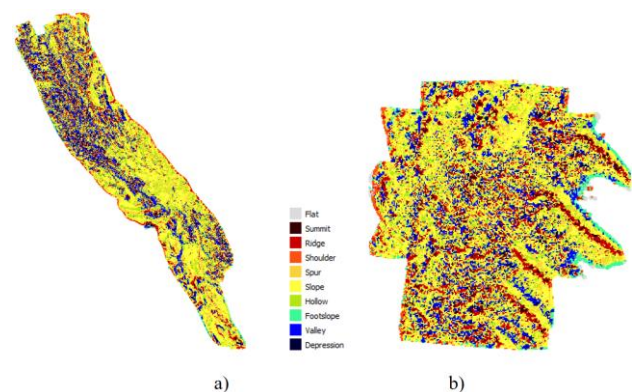 Flat
Summit
Ridge
Shoulder
Spur
Slope
Hollow
Footslope
Valley
Depression
a)
b)